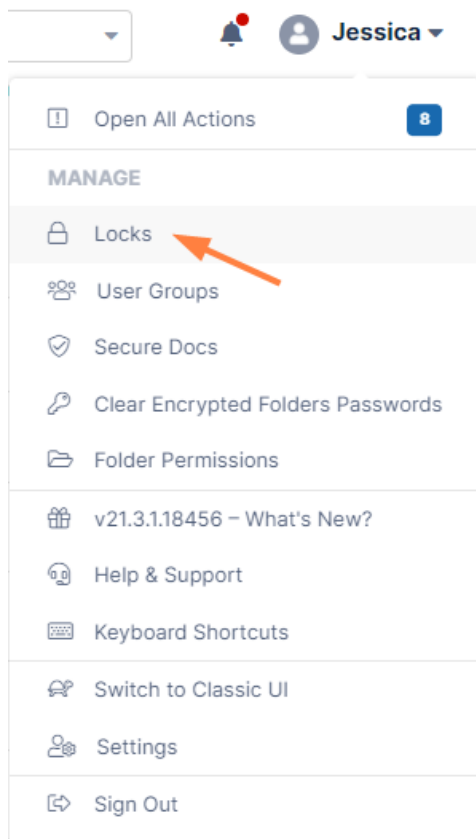 Jessica
Open All Actions 8
MANAGE
Locks
User Groups
Secure Docs
Clear Encrypted Folders Passwords
Folder Permissions
v21.3.1.18456 – What's New?
Help & Support
Keyboard Shortcuts
Switch to Classic UI
Settings
Sign Out